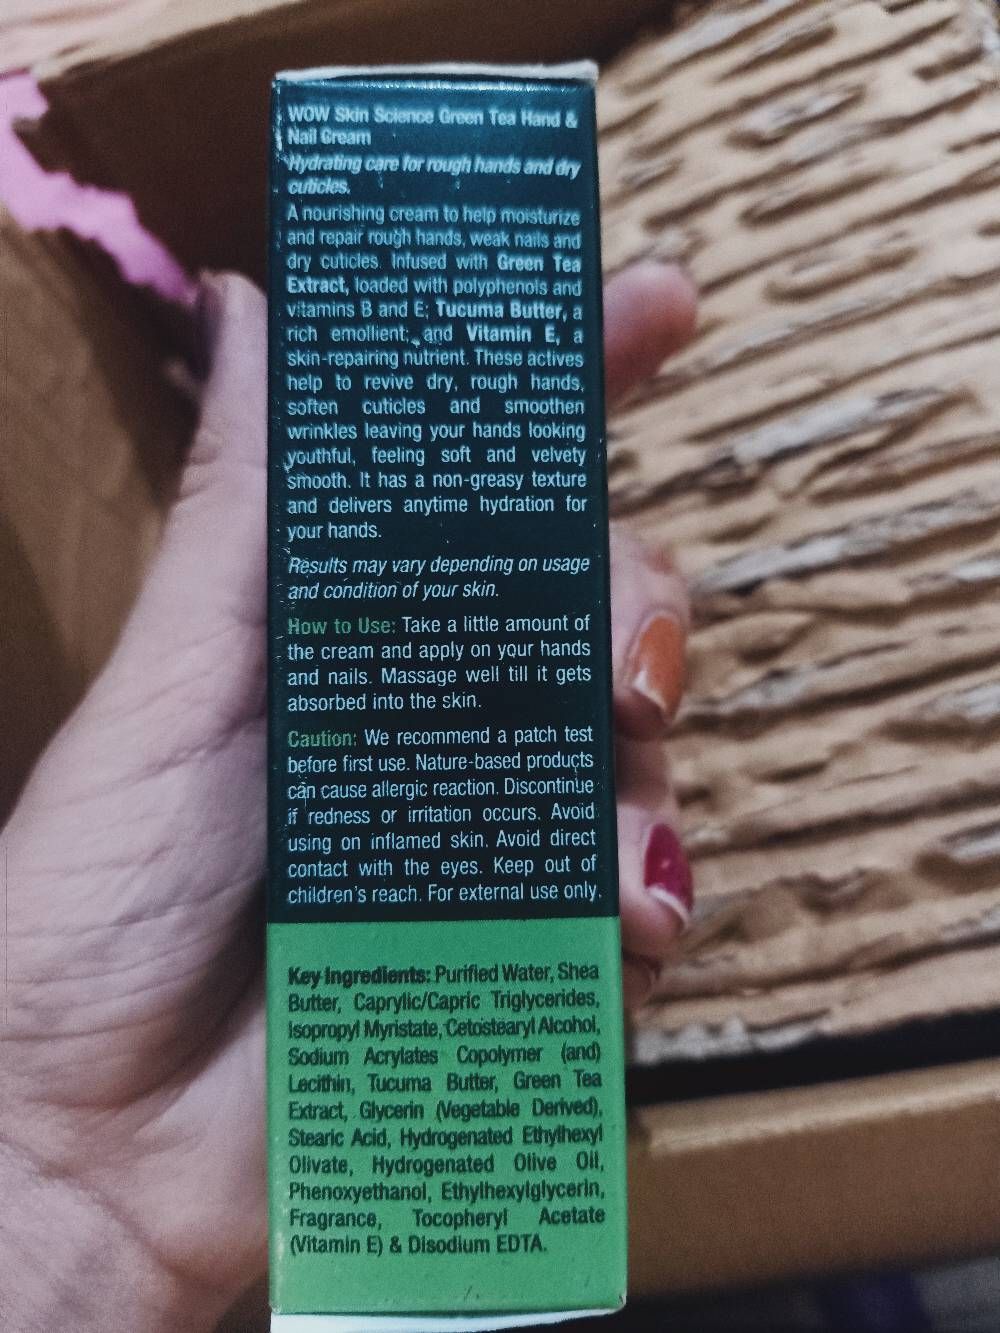 WOW Skin Science Green Tea Hand &
Nail Cream
Hydrating care for rough hands and dry
cuticles.
A nourishing cream to help moisturize
and repair rough hands, weak nails and
dry cuticles. Infused with Green Tea
Extract, loaded with polyphenols and
vitamins B and E; Tucuma Butter, a
rich emollient; and Vitamin E, a
skin-repairing nutrient. These actives
help to revive dry, rough hands,
soften cuticles and smoothen
wrinkles leaving your hands looking
youthful, feeling soft and velvety
smooth. It has a non-greasy texture
and delivers anytime hydration for
your hands.
Results may vary depending on usage
and condition of your skin.
How to Use: Take a little amount of
the cream and apply on your hands
and nails. Massage well till it gets
absorbed into the skin.
Caution: We recommend a patch test
before first use. Nature-based products
can cause allergic reaction. Discontinue
if redness or irritation occurs. Avoid
using on inflamed skin. Avoid direct
contact with the eyes. Keep out of
children's reach. For external use only.
Key Ingredients: Purified Water, Shea
Butter, Caprylic/Capric Triglycerides,
Isopropyl Myristate, Cetostearyl Alcohol,
Sodium Acrylates Copolymer (and)
Lecithin, Tucuma Butter, Green Tea
Extract, Glycerin (Vegetable Derived),
Stearic Acid, Hydrogenated Ethylhexyl
Olivate, Hydrogenated Olive Oil,
Phenoxyethanol, Ethylhexylglycerin,
Fragrance, Tocopheryl Acetate
(Vitamin E) & Disodium EDTA.